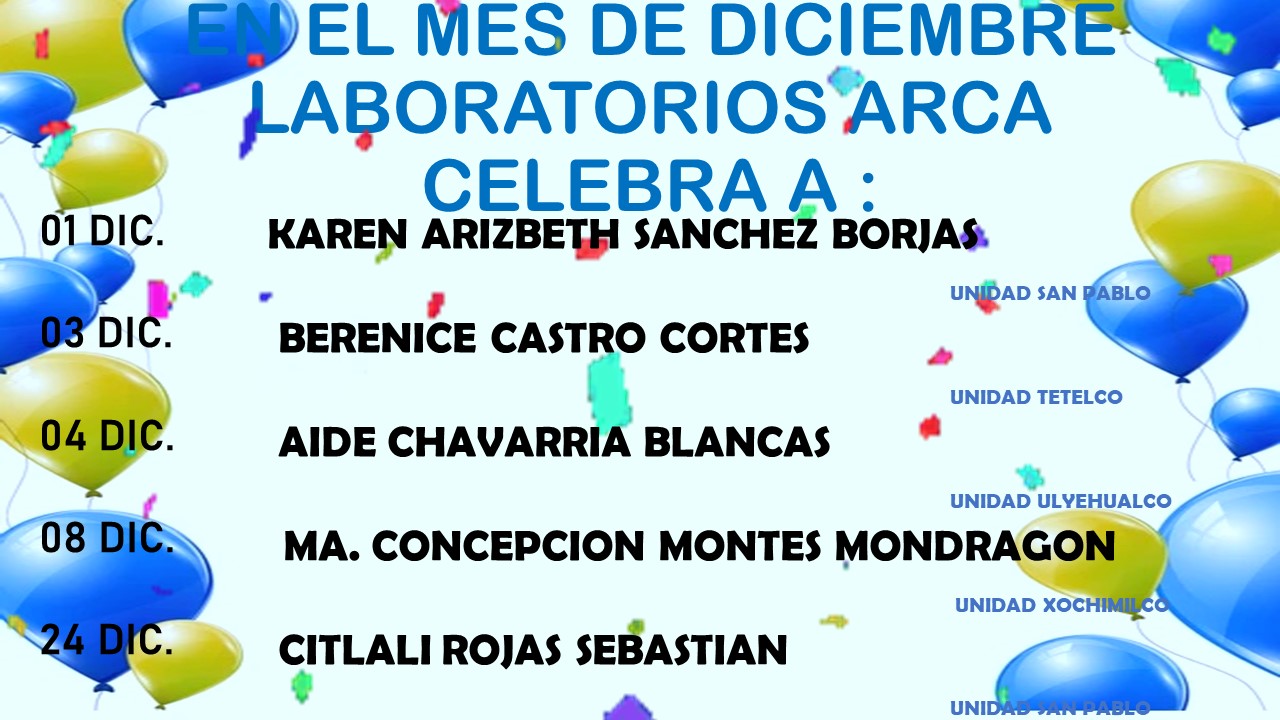 EN EL MES DE DICIEMBRE
LABORATORIOS ARCA
CELEBRA A :
01 DIC. KAREN ARIZBETH SANCHEZ BORJAS
UNIDAD SAN PABLO
03 DIC. BERENICE CASTRO CORTES
UNIDAD TETELCO
04 DIC. AIDE CHAVARRIA BLANCAS
UNIDAD ULYEHUALCO
08 DIC. MA. CONCEPCION MONTES MONDRAGON
UNIDAD XOCHIMILCO
24 DIC. CITLALI ROJAS SEBASTIAN
UNIDAD SAN PABLO